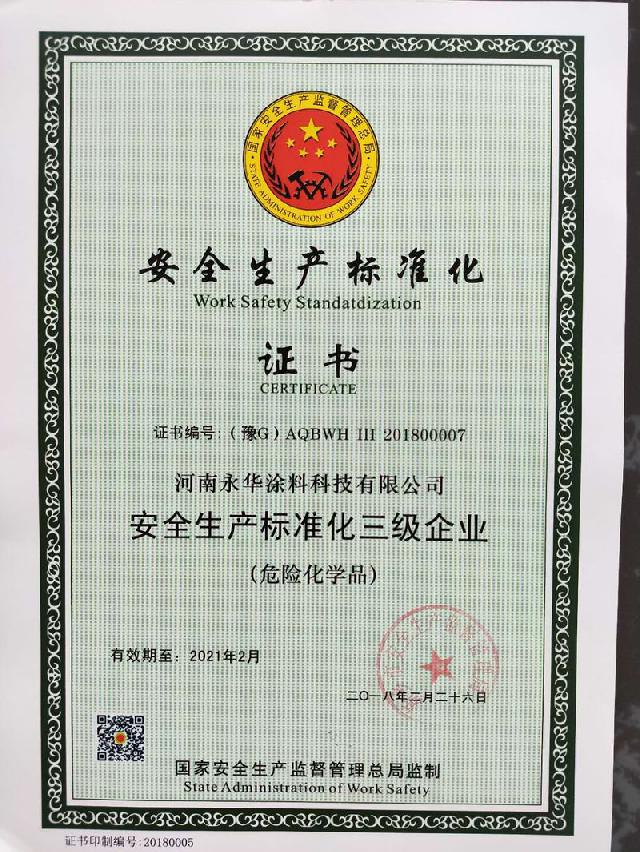 国家安全生产监督管理总局
STATE ADMINISTRATION OF WORK SAFETY
安全生产标准化
Work Safety Standatdization
证书
CERTIFICATE
证书编号:(豫G)AQBWH III 201800007
河南永华涂料科技有限公司
安全生产标准化三级企业
(危险化学品)
有效期至: 2021年2月
二〇一八年二月二十六日
国家安全生产监督管理总局监制
State Administration of Work Safety
证书印制编号:20180005